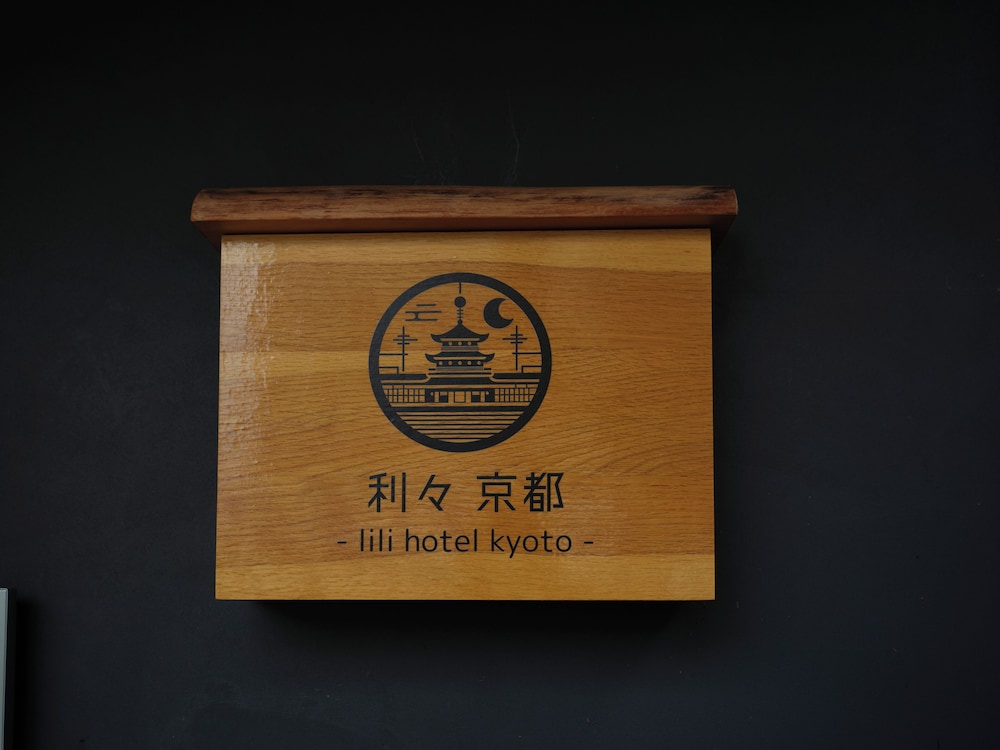 利々 京都
- lili hotel kyoto -